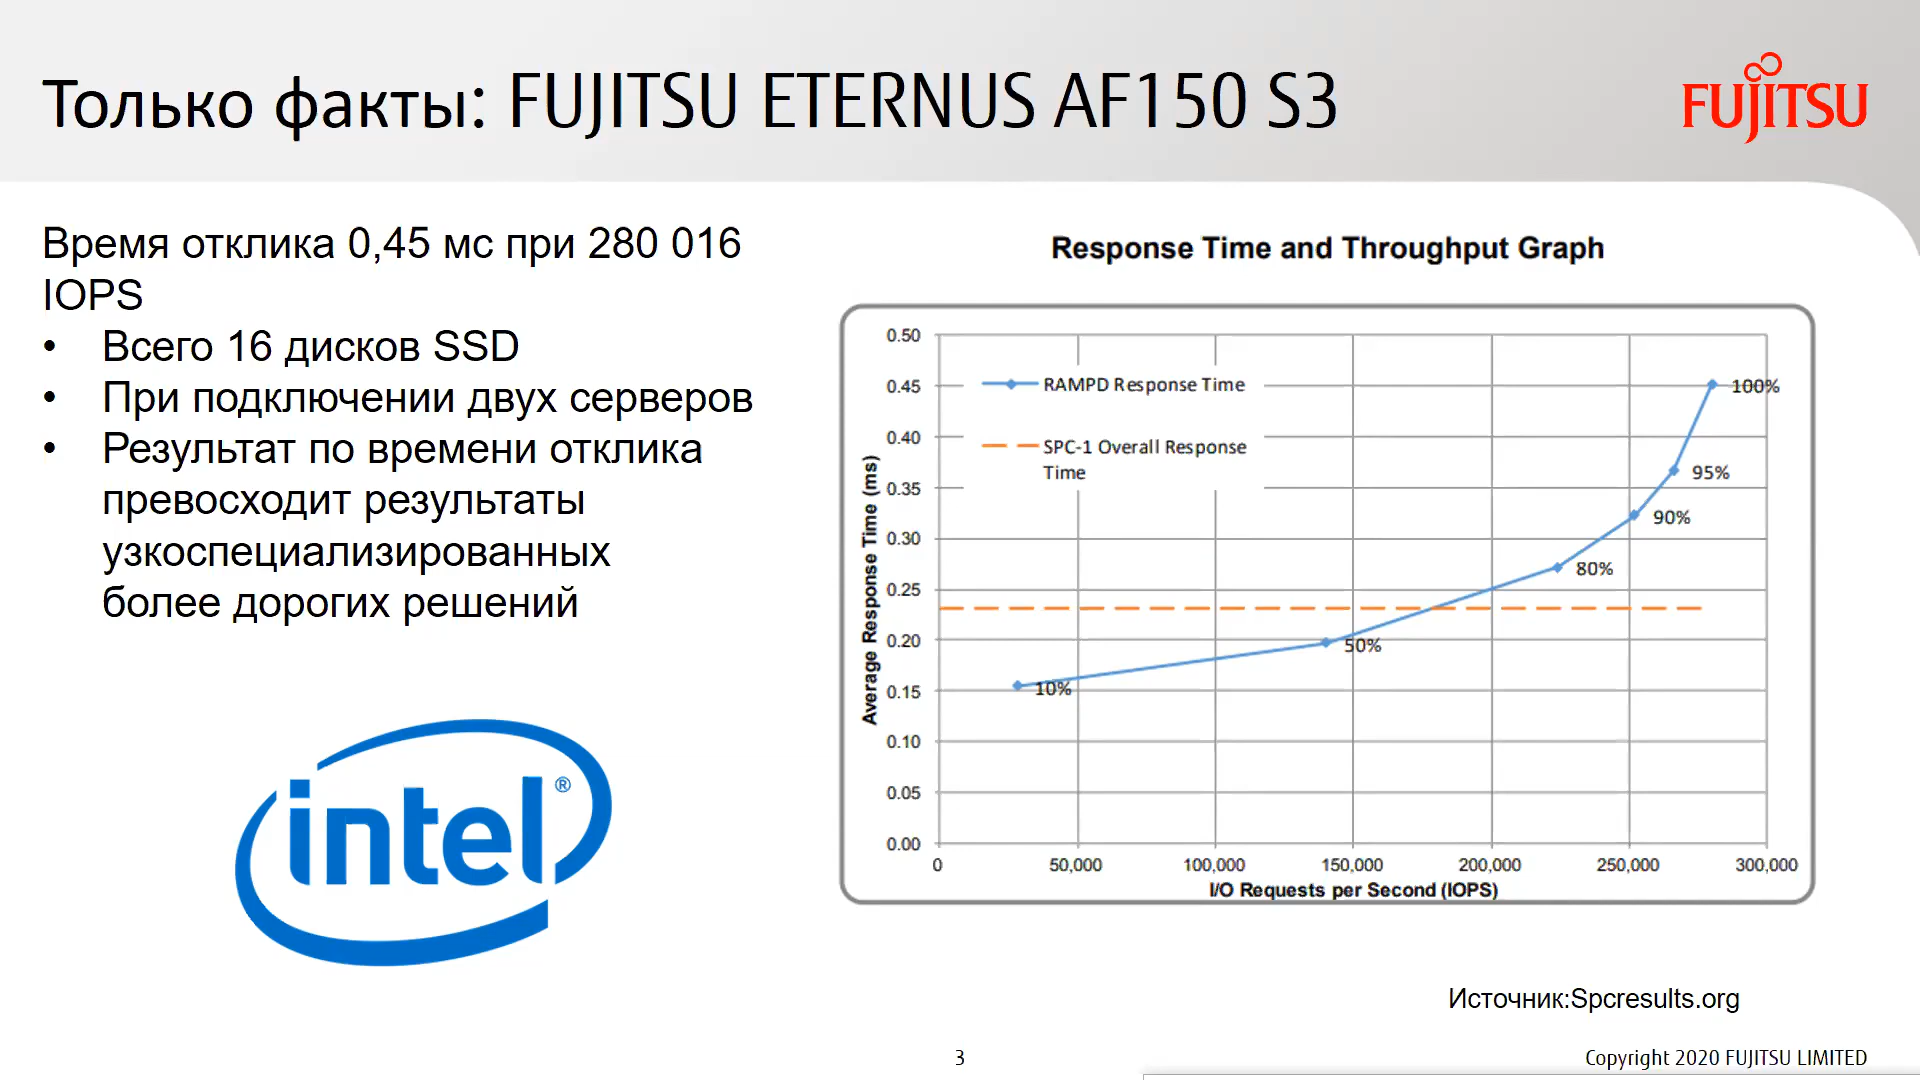 Только факты: FUJITSU ETERNUS AF150 S3
FUJITSU
Время отклика 0,45 мс при 280 016
IOPS
• Всего 16 дисков SSD
• При подключении двух серверов
• Результат по времени отклика
превосходит результаты
узкоспециализированных
более дорогих решений
intel®
Response Time and Throughput Graph
Average Response Time (ms)
0.50
0.45
0.40
0.35
0.30
0.25
0.20
0.15
0.10
0.05
0.00
RAMPD Response Time
SPC-1 Overall Response
Time
100%
95%
90%
80%
50%
10%
0 50,000 100,000 150,000 200,000 250,000 300,000
I/O Requests per Second (IOPS)
Источник:Spcresults.org
3
Copyright 2020 FUJITSU LIMITED